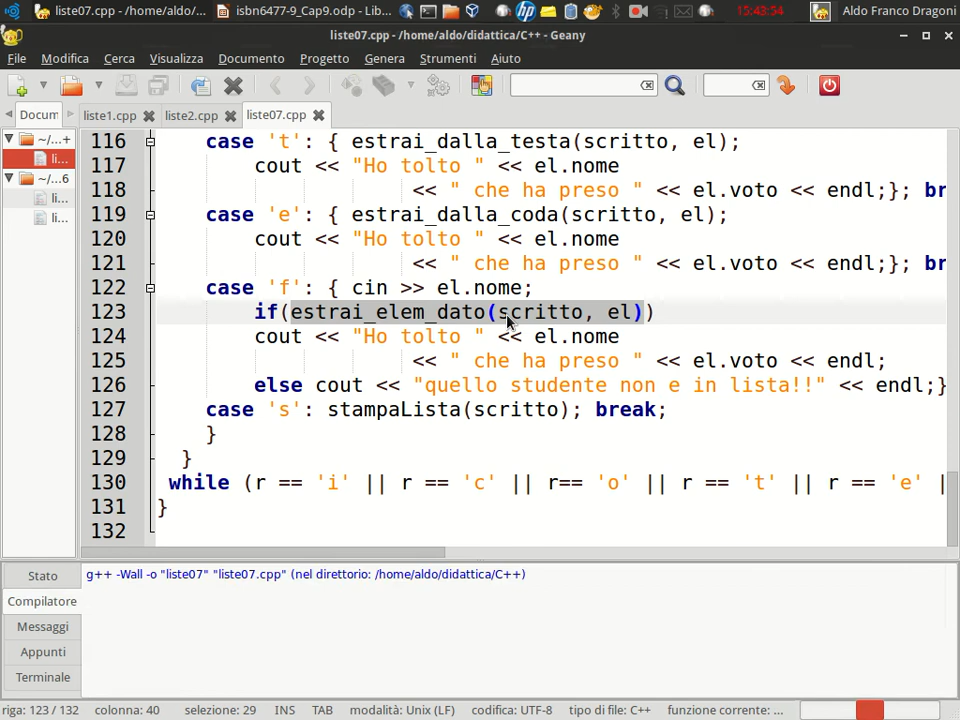 liste07.cpp - /home/aldo/...
isbn6477-9_Cap9.odp - Lib...
15:43:54
Aldo Franco Dragoni
liste07.cpp - /home/aldo/didattica/C++ - Geany
File Modifica Cerca Visualizza Documento Progetto Genera Strumenti Aiuto
Docum
liste1.cpp liste2.cpp liste07.cpp
~/...+
li...
~/...6
li...
li...
116 case 't': { estrai_dalla_testa(scritto, el);
117 cout << "Ho tolto " << el.nome
118 << " che ha preso " << el.voto << endl;}; br
119 case 'e': { estrai_dalla_coda(scritto, el);
120 cout << "Ho tolto " << el.nome
121 << " che ha preso " << el.voto << endl;}; br
122 case 'f': { cin >> el.nome;
123 if(estrai_elem_dato(scritto, el))
124 cout << "Ho tolto " << el.nome
125 << " che ha preso " << el.voto << endl;
126 else cout << "quello studente non e in lista!!" << endl;}
127 case 's': stampaLista(scritto); break;
128 }
129 }
130 while (r == 'i' || r == 'c' || r== 'o' || r == 't' || r == 'e' |
131 }
132
Stato
Compilatore
Messaggi
Appunti
Terminale
g++ -Wall -o "liste07" "liste07.cpp" (nel direttorio: /home/aldo/didattica/C++)
riga: 123 / 132 colonna: 40 selezione: 29 INS TAB modalità: Unix (LF) codifica: UTF-8 tipo di file: C++ funzione corrente: ...